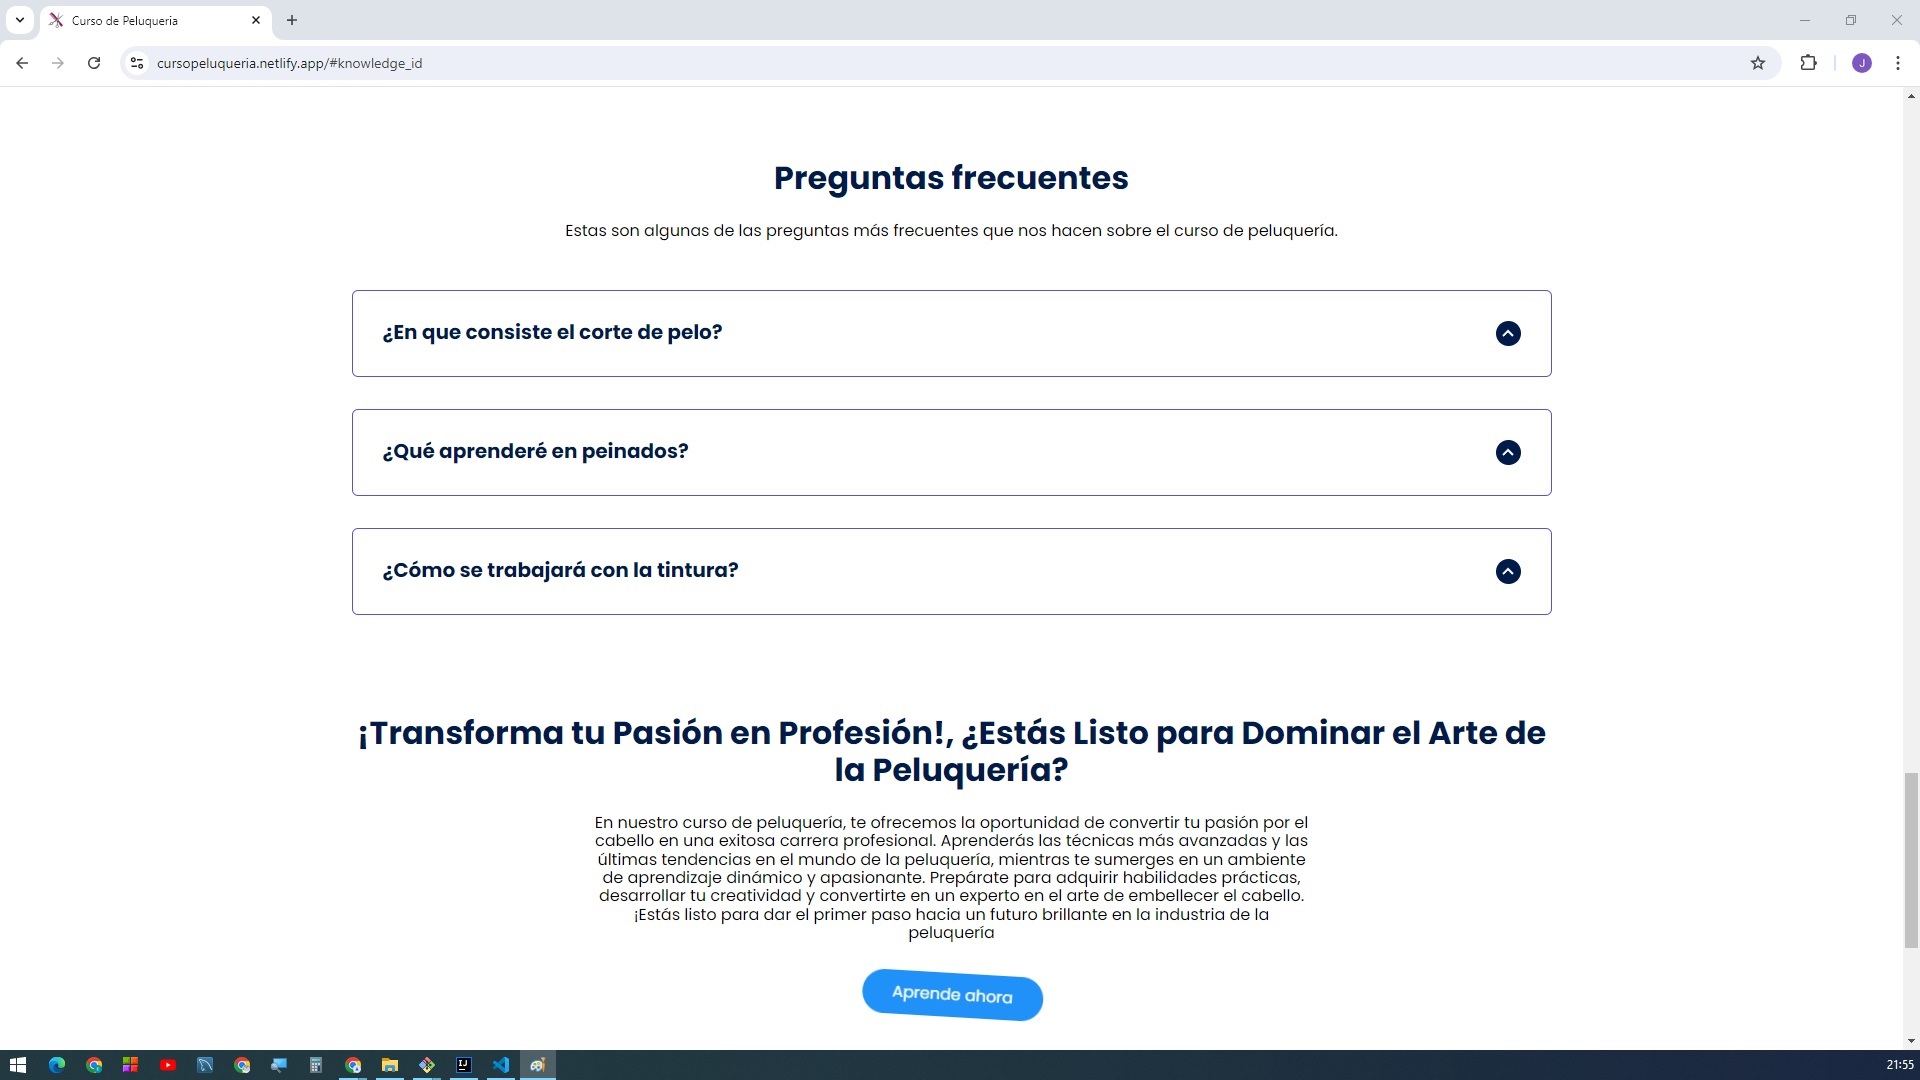 Curso de Peluqueria
cursopeluqueria.netlify.app/#knowledge_id
J
Preguntas frecuentes
Estas son algunas de las preguntas más frecuentes que nos hacen sobre el curso de peluquería.
¿En que consiste el corte de pelo?
¿Qué aprenderé en peinados?
¿Cómo se trabajará con la tintura?
¡Transforma tu Pasión en Profesión!, ¿Estás Listo para Dominar el Arte de
la Peluquería?
En nuestro curso de peluquería, te ofrecemos la oportunidad de convertir tu pasión por el
cabello en una exitosa carrera profesional. Aprenderás las técnicas más avanzadas y las
últimas tendencias en el mundo de la peluquería, mientras te sumerges en un ambiente
de aprendizaje dinámico y apasionante. Prepárate para adquirir habilidades prácticas,
desarrollar tu creatividad y convertirte en un experto en el arte de embellecer el cabello.
¡Estás listo para dar el primer paso hacia un futuro brillante en la industria de la
peluquería
Aprende ahora
IJ
21:55